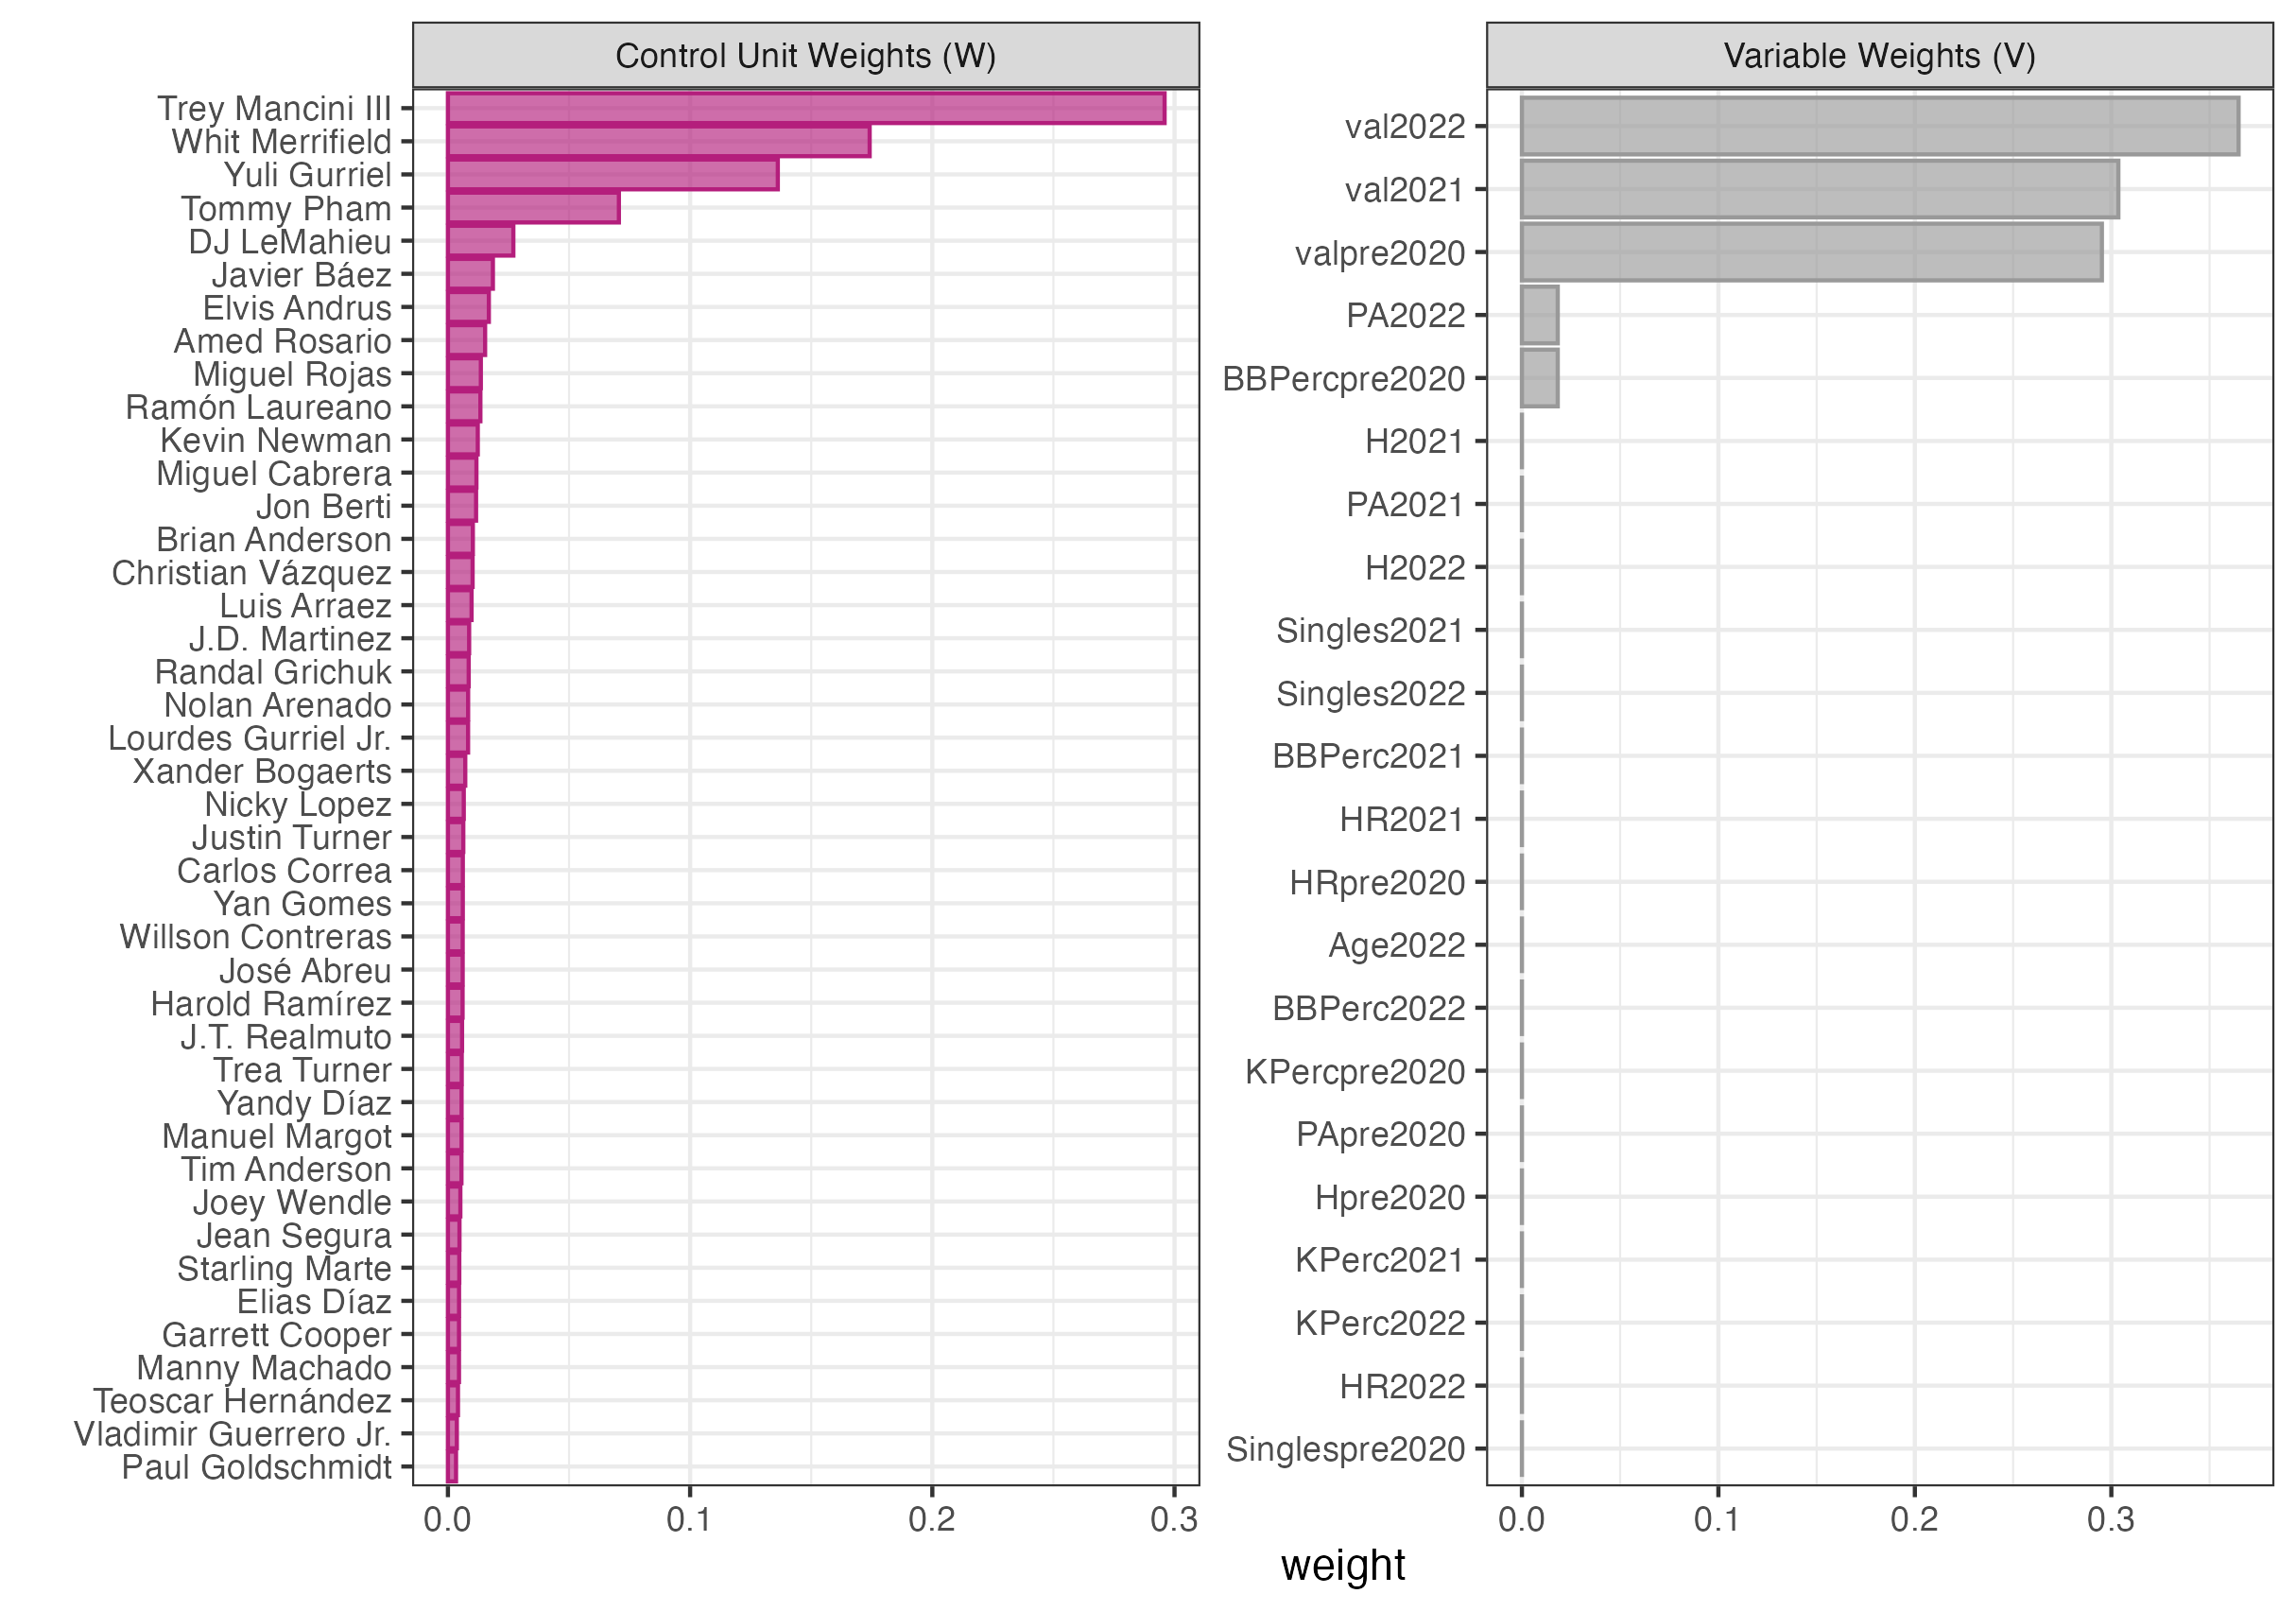 Control Unit Weights (W)
Trey Mancini III
Whit Merrifield
Yuli Gurriel
Tommy Pham
DJ LeMahieu
Javier Báez
Elvis Andrus
Amed Rosario
Miguel Rojas
Ramón Laureano
Kevin Newman
Miguel Cabrera
Jon Berti
Brian Anderson
Christian Vázquez
Luis Arraez
J.D. Martinez
Randal Grichuk
Nolan Arenado
Lourdes Gurriel Jr.
Xander Bogaerts
Nicky Lopez
Justin Turner
Carlos Correa
Yan Gomes
Willson Contreras
José Abreu
Harold Ramírez
J.T. Realmuto
Trea Turner
Yandy Díaz
Manuel Margot
Tim Anderson
Joey Wendle
Jean Segura
Starling Marte
Elias Díaz
Garrett Cooper
Manny Machado
Teoscar Hernández
Vladimir Guerrero Jr.
Paul Goldschmidt
0.0 0.1 0.2 0.3
Variable Weights (V)
val2022
val2021
valpre2020
PA2022
BBPercpre2020
H2021
PA2021
H2022
Singles2021
Singles2022
BBPerc2021
HR2021
HRpre2020
Age2022
BBPerc2022
KPercpre2020
PApre2020
Hpre2020
KPerc2021
KPerc2022
HR2022
Singlespre2020
0.0 0.1 0.2 0.3
weight